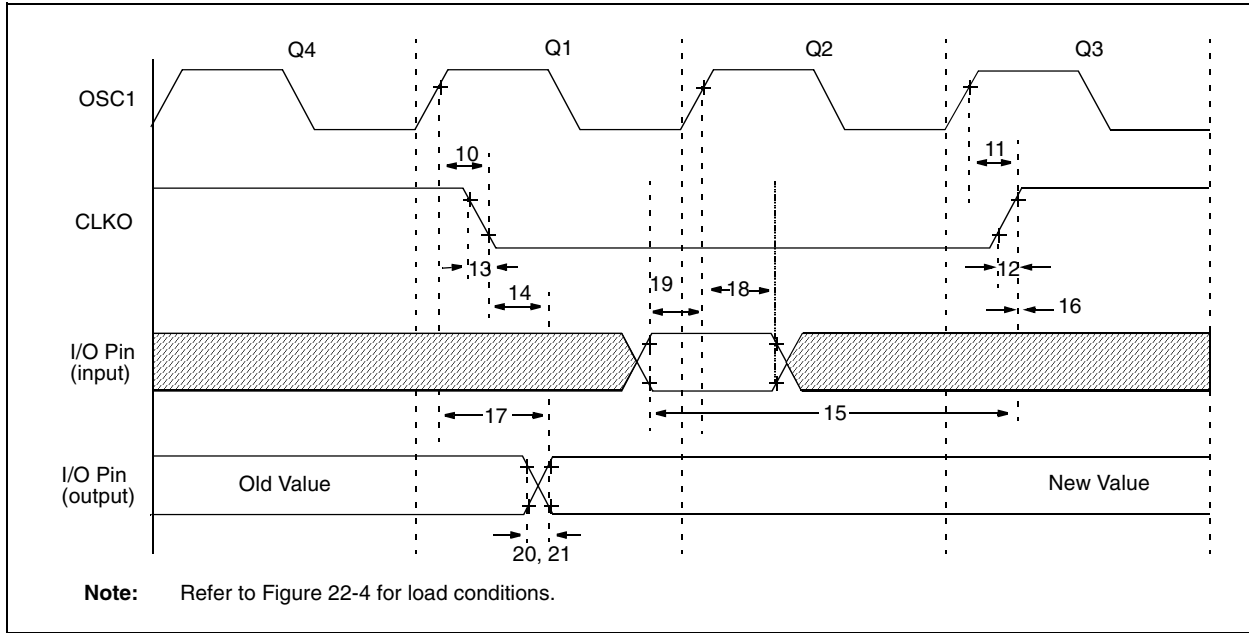 Q4 Q1 Q2 Q3
OSC1
10 11
CLKO
13 12
14 19 18 16
I/O Pin
(input)
17 15
I/O Pin
(output)
Old Value New Value
20, 21
Note: Refer to Figure 22-4 for load conditions.